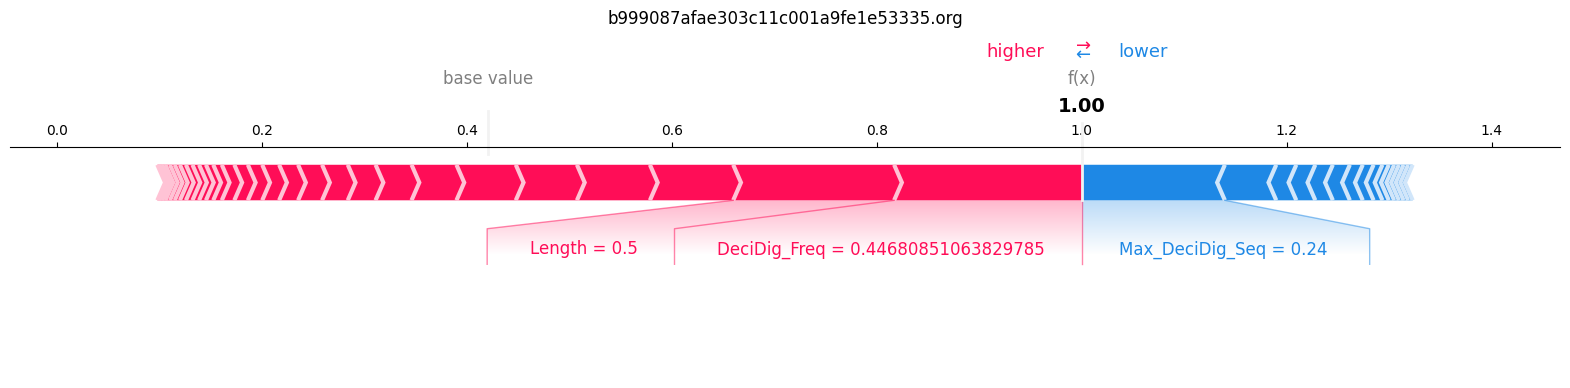 b999087afae303c11c001a9fe1e53335.org
higher ⇄ lower
base value f(x)
1.00
0.0 0.2 0.4 0.6 0.8 1.0 1.2 1.4
Length = 0.5 DeciDig_Freq = 0.44680851063829785 Max_DeciDig_Seq = 0.24